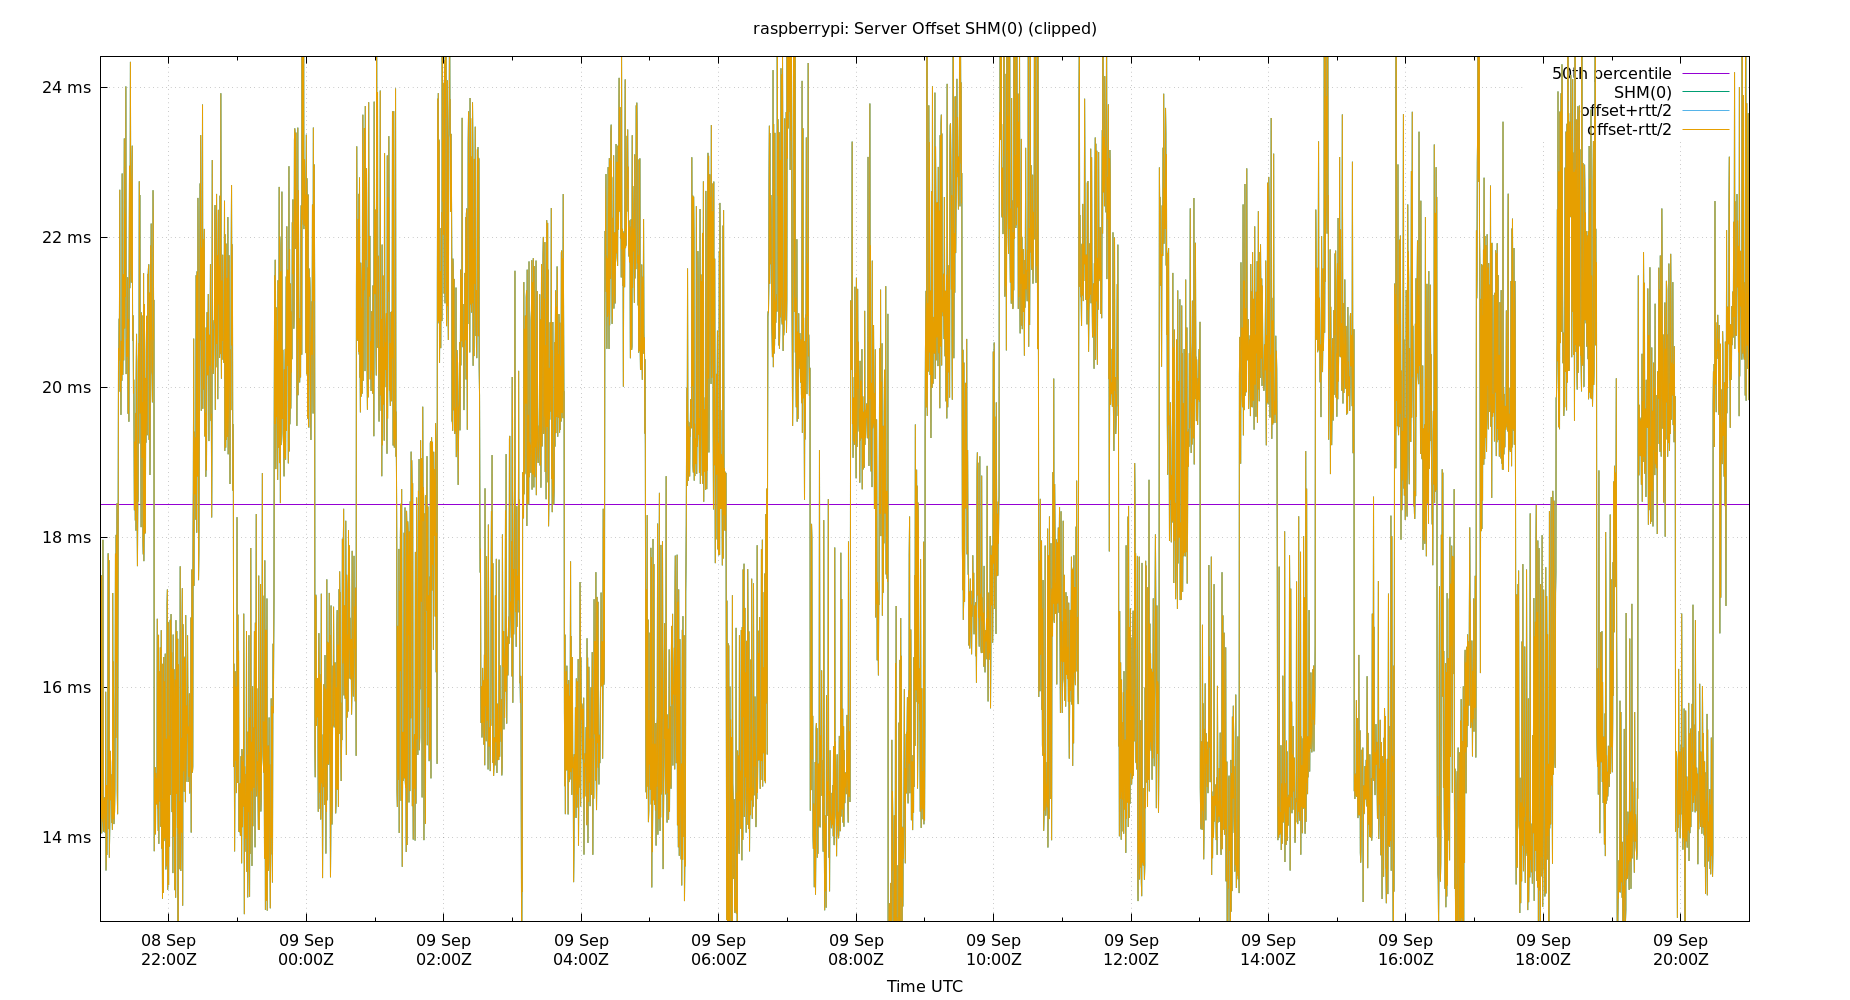 raspberrypi: Server Offset SHM(0) (clipped)
50th percentile
SHM(0)
offset+rtt/2
offset-rtt/2
24 ms
22 ms
20 ms
18 ms
16 ms
14 ms
08 Sep 09 Sep 09 Sep 09 Sep 09 Sep 09 Sep 09 Sep 09 Sep 09 Sep 09 Sep 09 Sep 09 Sep
22:00Z 00:00Z 02:00Z 04:00Z 06:00Z 08:00Z 10:00Z 12:00Z 14:00Z 16:00Z 18:00Z 20:00Z
Time UTC